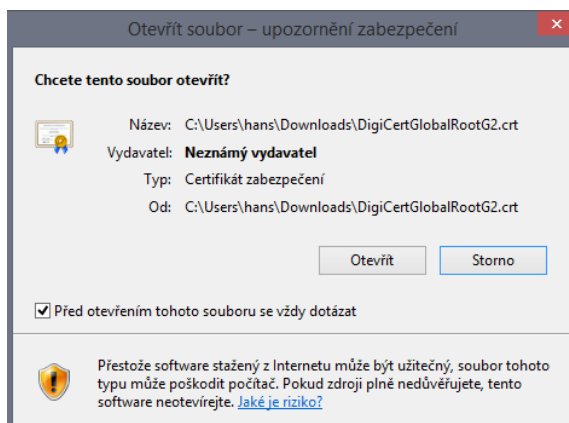 Otevřít soubor – upozornění zabezpečení
Chcete tento soubor otevřít?
Název: C:\Users\hans\Downloads\DigiCertGlobalRootG2.crt
Vydavatel: Neznámý vydavatel
Typ: Certifikát zabezpečení
Od: C:\Users\hans\Downloads\DigiCertGlobalRootG2.crt
Otevřít Storno
Před otevřením tohoto souboru se vždy dotázat
Přestože software stažený z Internetu může být užitečný, soubor tohoto
typu může poškodit počítač. Pokud zdroji plně nedůvěřujete, tento
software neotevírejte. Jaké je riziko?